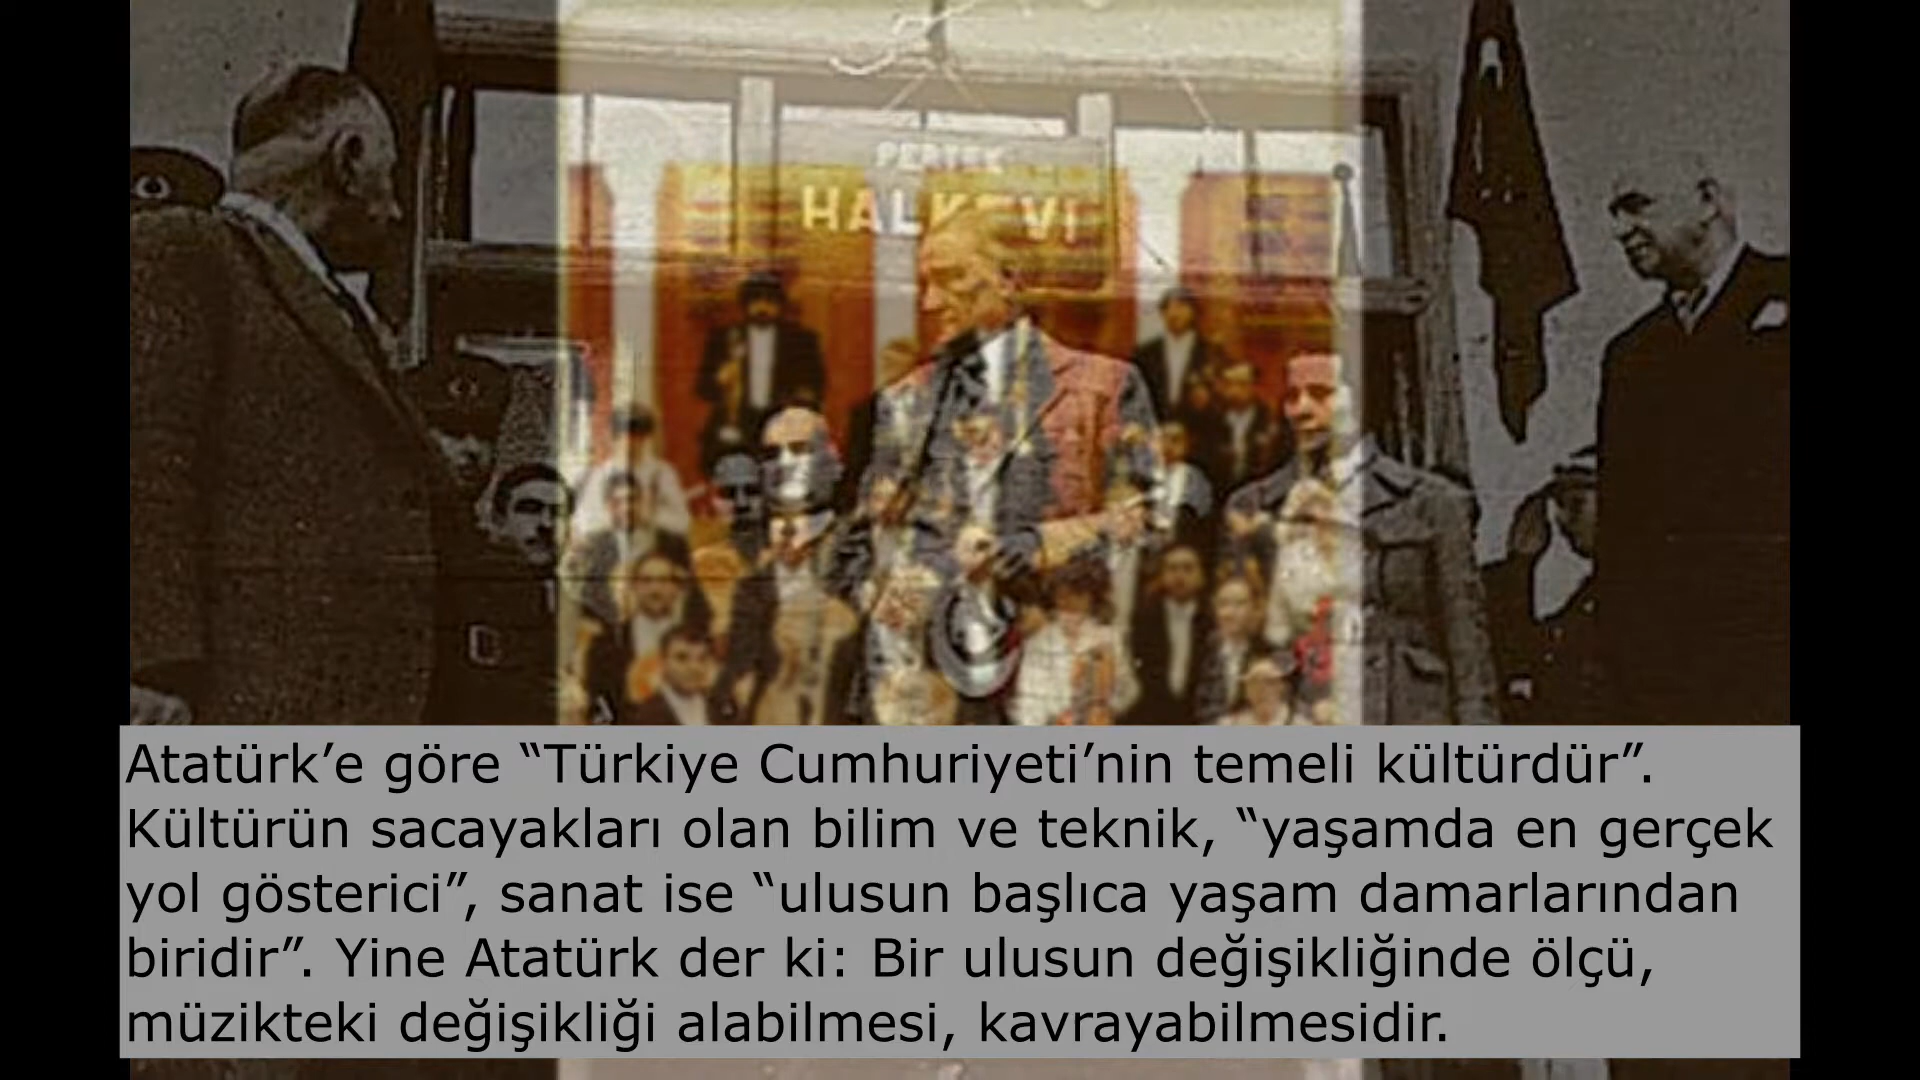 PERTEK
HALKEVİ
Atatürk’e göre “Türkiye Cumhuriyeti’nin temeli kültürdür”.
Kültürün sacayakları olan bilim ve teknik, “yaşamda en gerçek
yol gösterici”, sanat ise “ulusun başlıca yaşam damarlarından
biridir”. Yine Atatürk der ki: Bir ulusun değişikliğinde ölçü,
müzikteki değişikliği alabilmesi, kavrayabilmesidir.